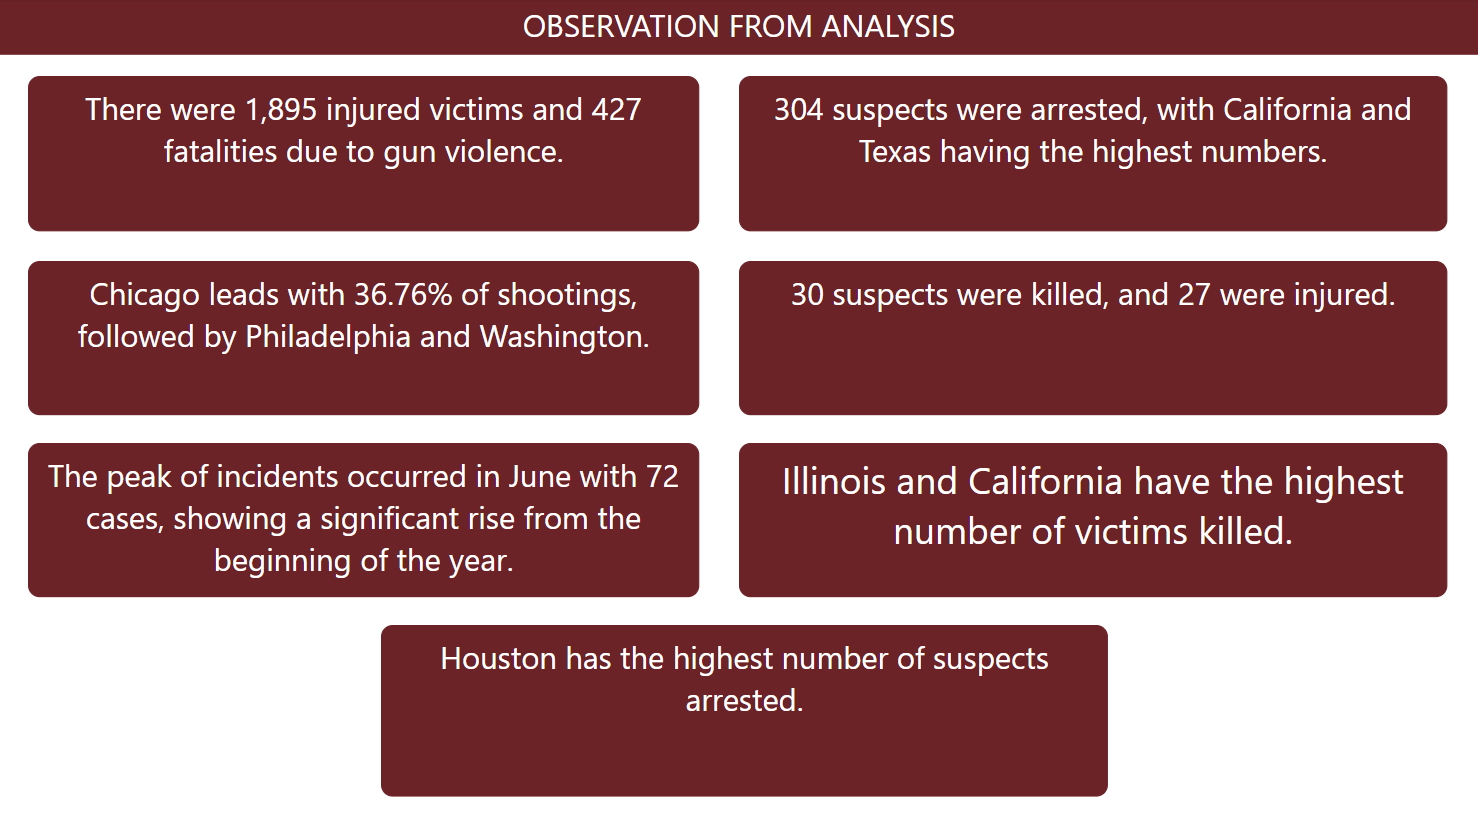 OBSERVATION FROM ANALYSIS
There were 1,895 injured victims and 427
fatalities due to gun violence.
304 suspects were arrested, with California and
Texas having the highest numbers.
Chicago leads with 36.76% of shootings,
followed by Philadelphia and Washington.
30 suspects were killed, and 27 were injured.
The peak of incidents occurred in June with 72
cases, showing a significant rise from the
beginning of the year.
Illinois and California have the highest
number of victims killed.
Houston has the highest number of suspects
arrested.